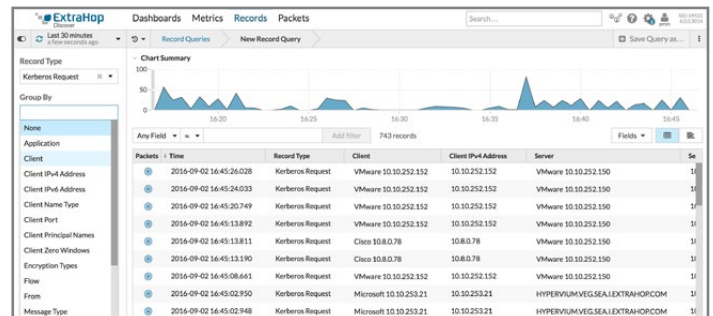 ExtraHop Discover Dashboards Metrics Records Packets Search...
Last 30 minutes
a few seconds ago
Record Queries New Record Query Save Query as...
Record Type
Kerberos Request
Group By
None
Application
Client
Client IPv4 Address
Client IPv6 Address
Client Name Type
Client Port
Client Principal Names
Client Zero Windows
Encryption Types
Flow
From
Message Type
Chart Summary
100
50
0
16:20 16:25 16:30 16:35 16:40 16:45
Any Field ≈ Add filter 743 records Fields
Packets ↓ Time Record Type Client Client IPv4 Address Server Se
2016-09-02 16:45:26.028 Kerberos Request VMware 10.10.252.152 10.10.252.152 VMware 10.10.252.150 10
2016-09-02 16:45:24.033 Kerberos Request VMware 10.10.252.152 10.10.252.152 VMware 10.10.252.150 10
2016-09-02 16:45:20.749 Kerberos Request VMware 10.10.252.152 10.10.252.152 VMware 10.10.252.150 10
2016-09-02 16:45:13.892 Kerberos Request VMware 10.10.252.152 10.10.252.152 VMware 10.10.252.150 10
2016-09-02 16:45:13.811 Kerberos Request Cisco 10.8.0.78 10.8.0.78 VMware 10.10.252.150 10
2016-09-02 16:45:13.190 Kerberos Request Cisco 10.8.0.78 10.8.0.78 VMware 10.10.252.150 10
2016-09-02 16:45:08.661 Kerberos Request VMware 10.10.252.152 10.10.252.152 VMware 10.10.252.150 10
2016-09-02 16:45:02.950 Kerberos Request Microsoft 10.10.253.21 10.10.253.21 HYPERVIUM.VEG.SEA.I.EXTRAHOP.COM 10
2016-09-02 16:45:02.948 Kerberos Request Microsoft 10.10.253.21 10.10.253.21 HYPERVIUM.VEG.SEA.I.EXTRAHOP.COM 10